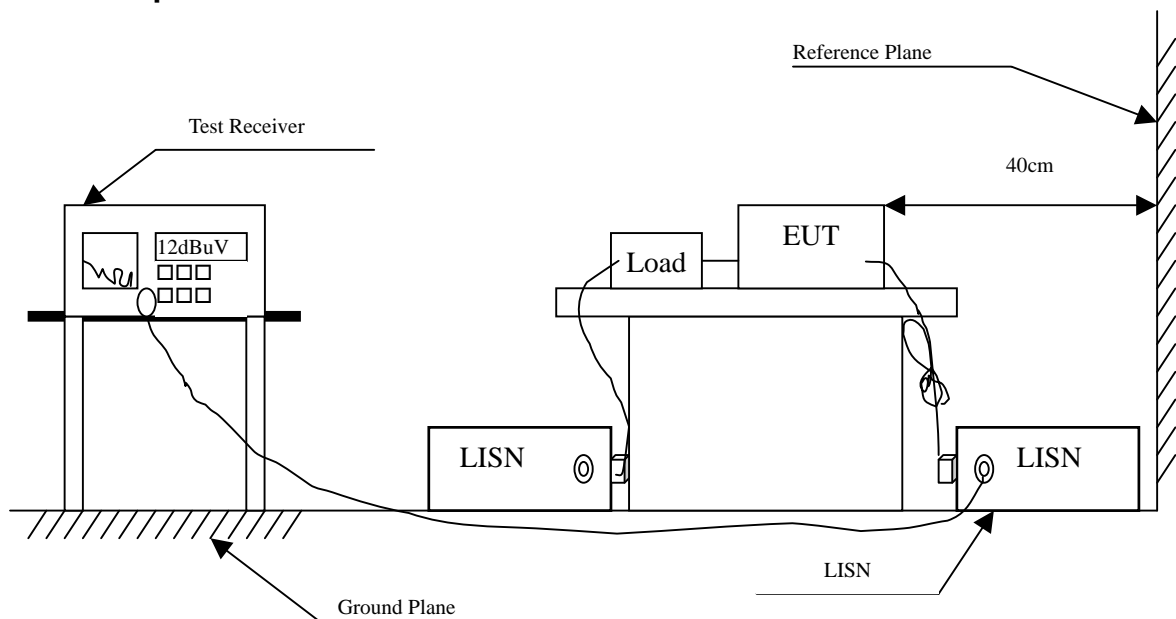 Reference Plane
Test Receiver
40cm
12dBuV
EUT
Load
LISN
LISN
LISN
Ground Plane